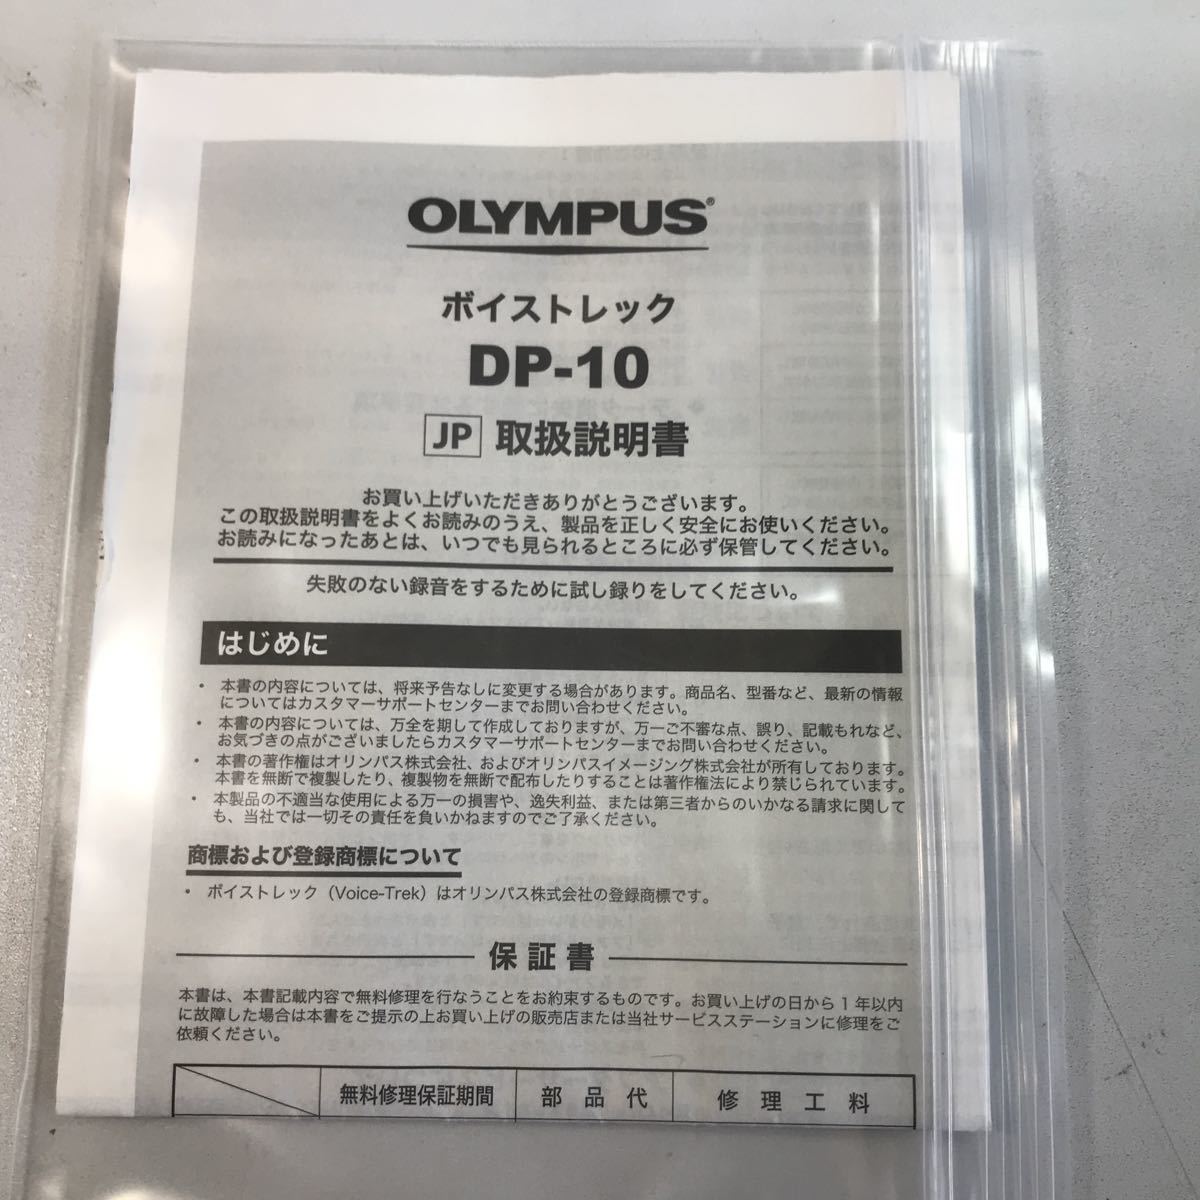 OLYMPUS®
ボイストレック
DP-10
JP 取扱説明書
お買い上げいただきありがとうございます。
この取扱説明書をよくお読みのうえ、製品を正しく安全にお使いください。
お読みになったあとは、いつでも見られるところに必ず保管してください。
失敗のない録音をするために試し録りをしてください。
はじめに
・ 本書の内容については、将来予告なしに変更する場合があります。商品名、型番など、最新の情報
についてはカスタマーサポートセンターまでお問い合わせください。
・ 本書の内容については、万全を期して作成しておりますが、万一ご不審な点、誤り、記載もれなど、
お気づきの点がございましたらカスタマーサポートセンターまでお問い合わせください。
・ 本書の著作権はオリンパス株式会社、およびオリンパスイメージング株式会社が所有しております。
本書を無断で複製したり、複製物を無断で配布したりすることは著作権法により禁じられています。
・ 本製品の不適当な使用による万一の損害や、逸失利益、または第三者からのいかなる請求に関して
も、当社では一切その責任を負いかねますのでご了承ください。
商標および登録商標について
・ ボイストレック（Voice-Trek）はオリンパス株式会社の登録商標です。
保証書
本書は、本書記載内容で無料修理を行なうことをお約束するものです。お買い上げの日から1年以内
に故障した場合は本書をご提示の上お買い上げの販売店または当社サービスステーションに修理をご
依頼ください。
無料修理保証期間 部品代 修理工料